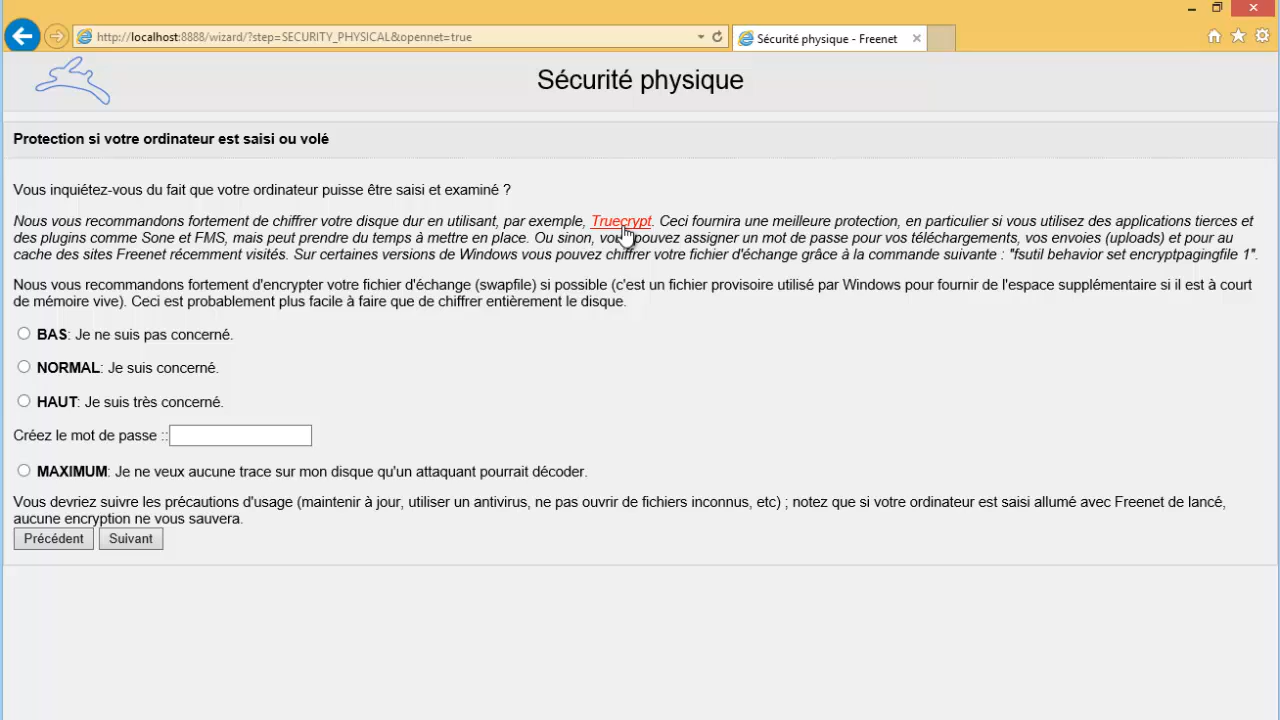 http://localhost:8888/wizard/?step=SECURITY_PHYSICAL&opennet=true
Sécurité physique - Freenet
Sécurité physique
Protection si votre ordinateur est saisi ou volé
Vous inquiétez-vous du fait que votre ordinateur puisse être saisi et examiné ?
Nous vous recommandons fortement de chiffrer votre disque dur en utilisant, par exemple, Truecrypt. Ceci fournira une meilleure protection, en particulier si vous utilisez des applications tierces et
des plugins comme Sone et FMS, mais peut prendre du temps à mettre en place. Ou sinon, vous pouvez assigner un mot de passe pour vos téléchargements, vos envoies (uploads) et pour au
cache des sites Freenet récemment visités. Sur certaines versions de Windows vous pouvez chiffrer votre fichier d'échange grâce à la commande suivante : "fsutil behavior set encryptpagingfile 1".
Nous vous recommandons fortement d'encrypter votre fichier d'échange (swapfile) si possible (c'est un fichier provisoire utilisé par Windows pour fournir de l'espace supplémentaire si il est à court
de mémoire vive). Ceci est probablement plus facile à faire que de chiffrer entièrement le disque.
BAS: Je ne suis pas concerné.
NORMAL: Je suis concerné.
HAUT: Je suis très concerné.
Créez le mot de passe ::
MAXIMUM: Je ne veux aucune trace sur mon disque qu'un attaquant pourrait décoder.
Vous devriez suivre les précautions d'usage (maintenir à jour, utiliser un antivirus, ne pas ouvrir de fichiers inconnus, etc) ; notez que si votre ordinateur est saisi allumé avec Freenet de lancé,
aucune encryption ne vous sauvera.
Précédent Suivant